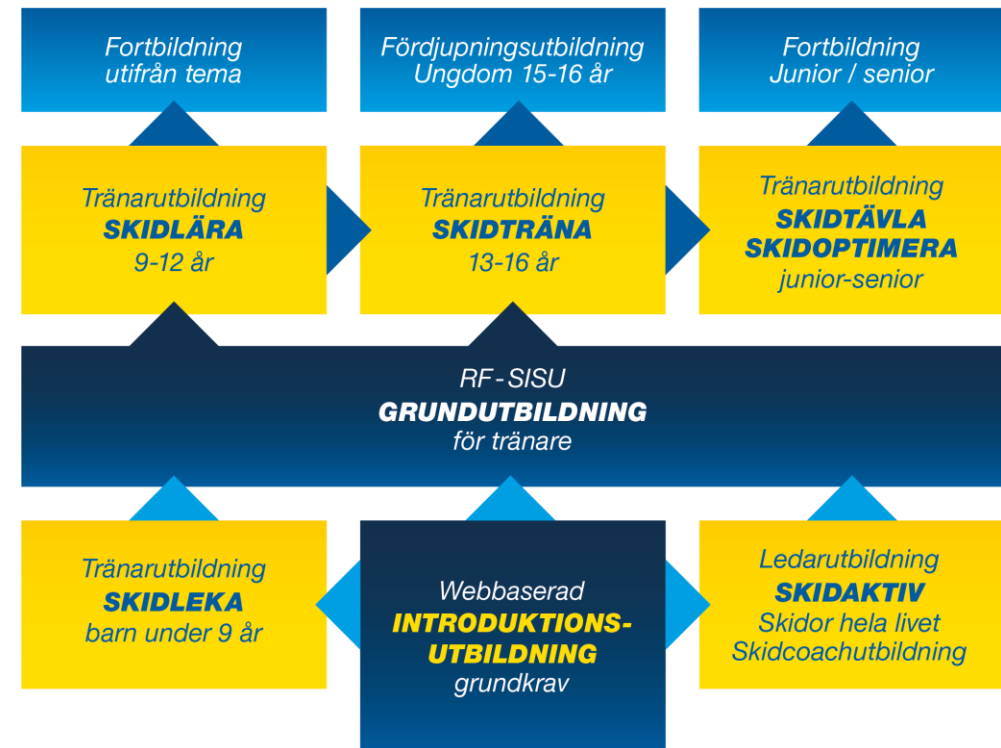 Fortbildning
utifrån tema
Fördjupningsutbildning
Ungdom 15-16 år
Fortbildning
Junior / senior
Tränarutbildning
SKIDLÄRA
9-12 år
Tränarutbildning
SKIDTRÄNA
13-16 år
Tränarutbildning
SKIDTÄVLA
SKIDOPTIMERA
junior-senior
RF-SISU
GRUNDUTBILDNING
för tränare
Tränarutbildning
SKIDLEKA
barn under 9 år
Webbaserad
INTRODUKTIONS-
UTBILDNING
grundkrav
Ledarutbildning
SKIDAKTIV
Skidor hela livet
Skidcoachutbildning